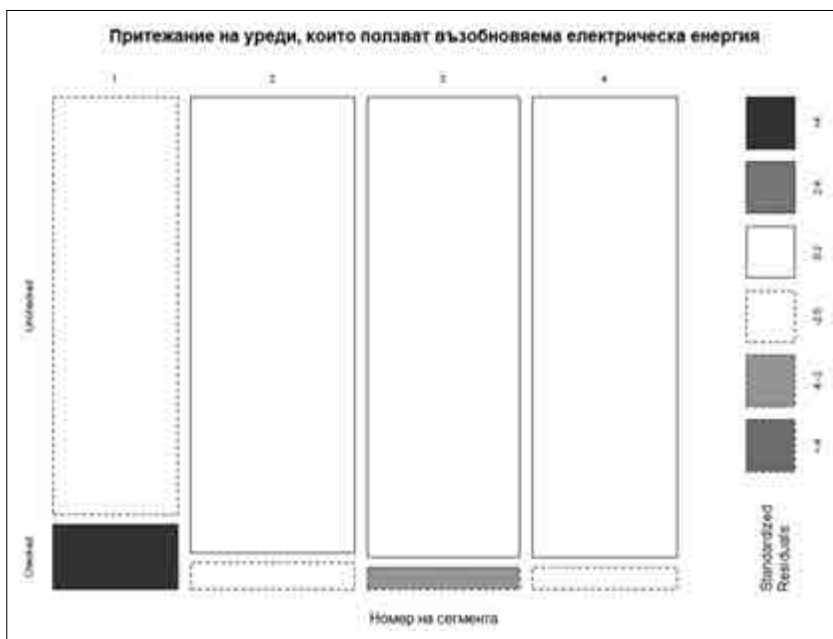 Притежание на уреди, които ползват възобновяема електрическа енергия
1 2 3 4
Unchecked
Checked
Номер на сегмента
Standardized
Residuals: